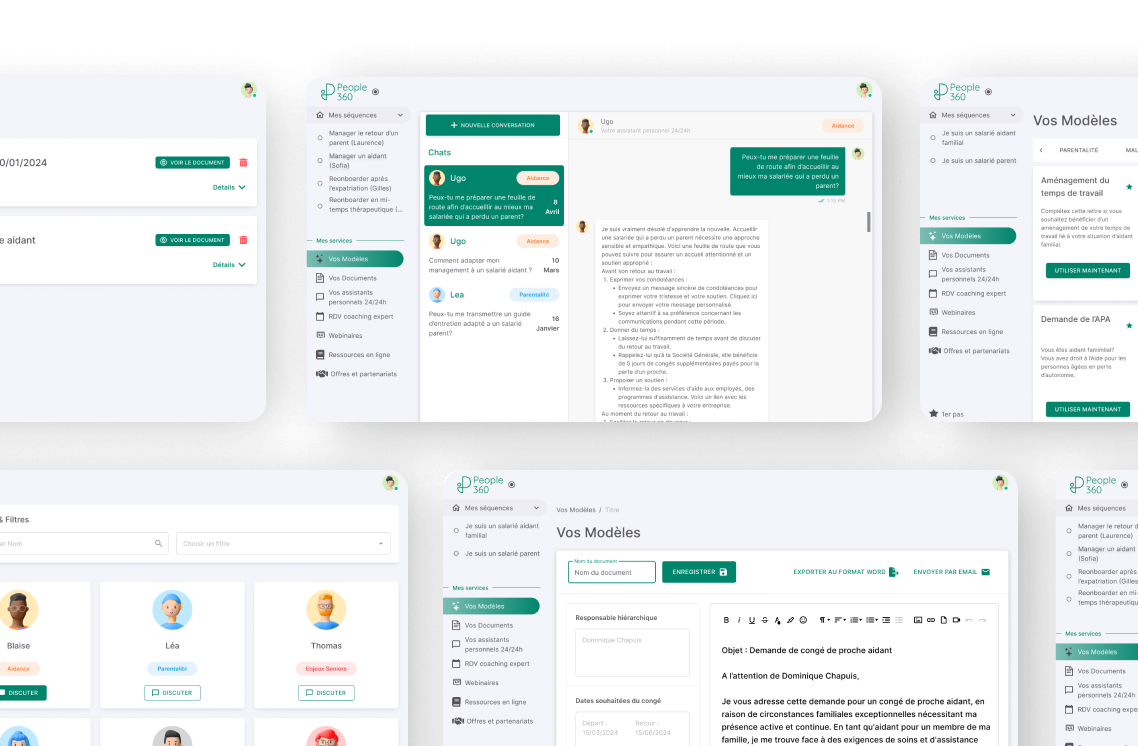 0/01/2024
VOIR LE DOCUMENT
Détails
e aidant
VOIR LE DOCUMENT
Détails
People
360
Mes séquences
Manager le retour d'un
parent (Laurence)
Manager un aidant
(Sofia)
Reonboarder après
l'expatriation (Gilles)
Reonboarder en mi-
temps thérapeutique (...
Mes services
Vos Modèles
Vos Documents
Vos assistants
personnels 24/24h
RDV coaching expert
Webinaires
Ressources en ligne
Offres et partenariats
NOUVELLE CONVERSATION
Chats
Ugo
Aidance
Peux-tu me préparer une feuille de
route afin d'accueillir au mieux ma
salariée qui a perdu un parent?
8
Avril
Ugo
Aidance
Comment adapter mon
management à un salarié aidant ?
10
Mars
Lea
Parentalité
Peux-tu me transmettre un guide
d'entretien adapté a un salarié
parent?
16
Janvier
Ugo
Votre assistant personnel 24/24h
Aidance
Peux-tu me préparer une feuille
de route afin d'accueillir au
mieux ma salariée qui a perdu un
parent?
1:15 PM
Je suis vraiment désolé d'apprendre la nouvelle. Accueillir
une salariée qui a perdu un parent nécessite une approche
sensible et empathique. Voici une feuille de route que vous
pouvez suivre pour assurer un accueil attentionné et un
soutien approprié :
Avant son retour au travail :
1. Exprimer vos condoléances :
• Envoyez un message sincère de condoléances pour
exprimer votre tristesse et votre soutien. Cliquez ici
pour envoyer votre message personnalisé.
• Soyez attentif à sa préférence concernant les
communications pendant cette période.
2. Donner du temps :
• Laissez-lui suffisamment de temps avant de discuter
du retour au travail.
• Rappelez-lui qu'à la Société Générale, elle bénéficie
de 5 jours de congés supplémentaires payés pour la
perte d'un proche.
3. Proposer un soutien :
• Informez-la des services d'aide aux employés, des
programmes d'assistance. Voici un lien avec les
ressources spécifiques à votre entreprise.
Au moment du retour au travail :
People
360
Mes séquences
Je suis un salarié aidant
familial
Je suis un salarié parent
Mes services
Vos Modèles
Vos Documents
Vos assistants
personnels 24/24h
RDV coaching expert
Webinaires
Ressources en ligne
Offres et partenariats
1er pas
Vos Modèles
PARENTALITÉ
MAL
Aménagement du
temps de travail
Complétez cette lettre si vous
souhaitez bénéficier d'un
aménagement de votre temps de
travail lié à votre situation d'aidant
familial.
UTILISER MAINTENANT
Demande de l'APA
Vous êtes aidant famimlial?
Vous avez droit à l'Aide pour les
personnes âgées en perte
d'autonomie.
UTILISER MAINTENANT
& Filtres
ar Nom
Choisir un filtre
Blaise
Aidance
DISCUTER
Léa
Parentalité
DISCUTER
Thomas
Enjeux Seniors
DISCUTER
People
360
Mes séquences
Je suis un salarié aidant
familial
Je suis un salarié parent
Mes services
Vos Modèles
Vos Documents
Vos assistants
personnels 24/24h
RDV coaching expert
Webinaires
Ressources en ligne
Offres et partenariats
Vos Modèles / Titre
Vos Modèles
Nom du document
Nom du document
ENREGISTRER
EXPORTER AU FORMAT WORD
ENVOYER PAR EMAIL
Responsable hiérarchique
Dominique Chapuis
Dates souhaitées du congé
Départ :
15/03/2024
Retour :
15/06/2024
Objet : Demande de congé de proche aidant
A l'attention de Dominique Chapuis,
Je vous adresse cette demande pour un congé de proche aidant, en
raison de circonstances familiales exceptionnelles nécessitant ma
présence active et continue. En tant qu'aidant pour un membre de ma
famille, je me trouve face à des exigences de soins et d'assistance
People
360
Mes séquences
Manager le retour d
parent (Laurence)
Manager un aidant
(Sofia)
Reonboarder après
l'expatriation (Gilles
Reonboarder en mi-
temps thérapeutiqu
Mes services
Vos Modèles
Vos Documents
Vos assistants
personnels 24/24h
RDV coaching expe
Webinaires